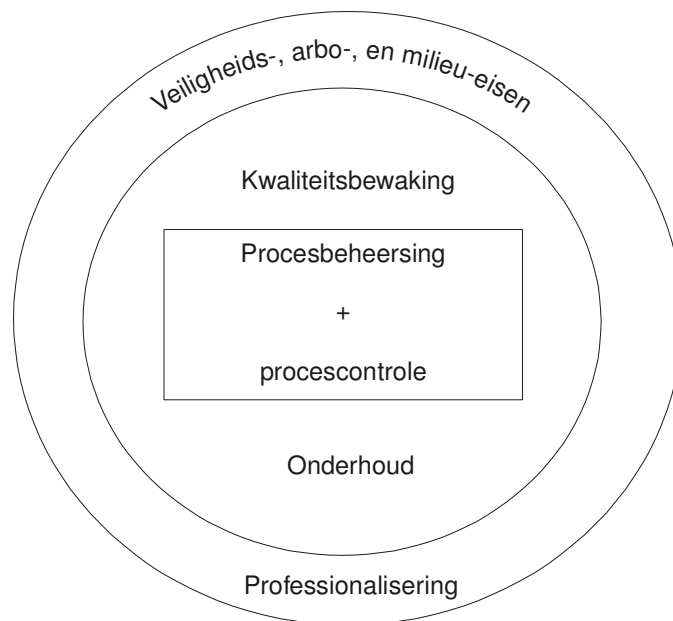 Veiligheids-, arbo-, en milieu-eisen
Kwaliteitsbewaking
Procesbeheersing
+
procescontrole
Onderhoud
Professionalisering